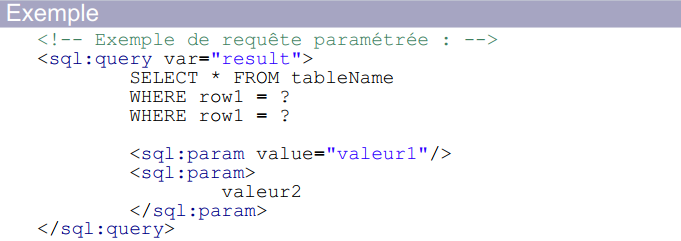 Exemple
<!-- Exemple de requête paramétrée : -->
<sql:query var="result">
SELECT * FROM tableName
WHERE row1 = ?
WHERE row1 = ?
<sql:param value="valeur1"/>
<sql:param>
valeur2
</sql:param>
</sql:query>